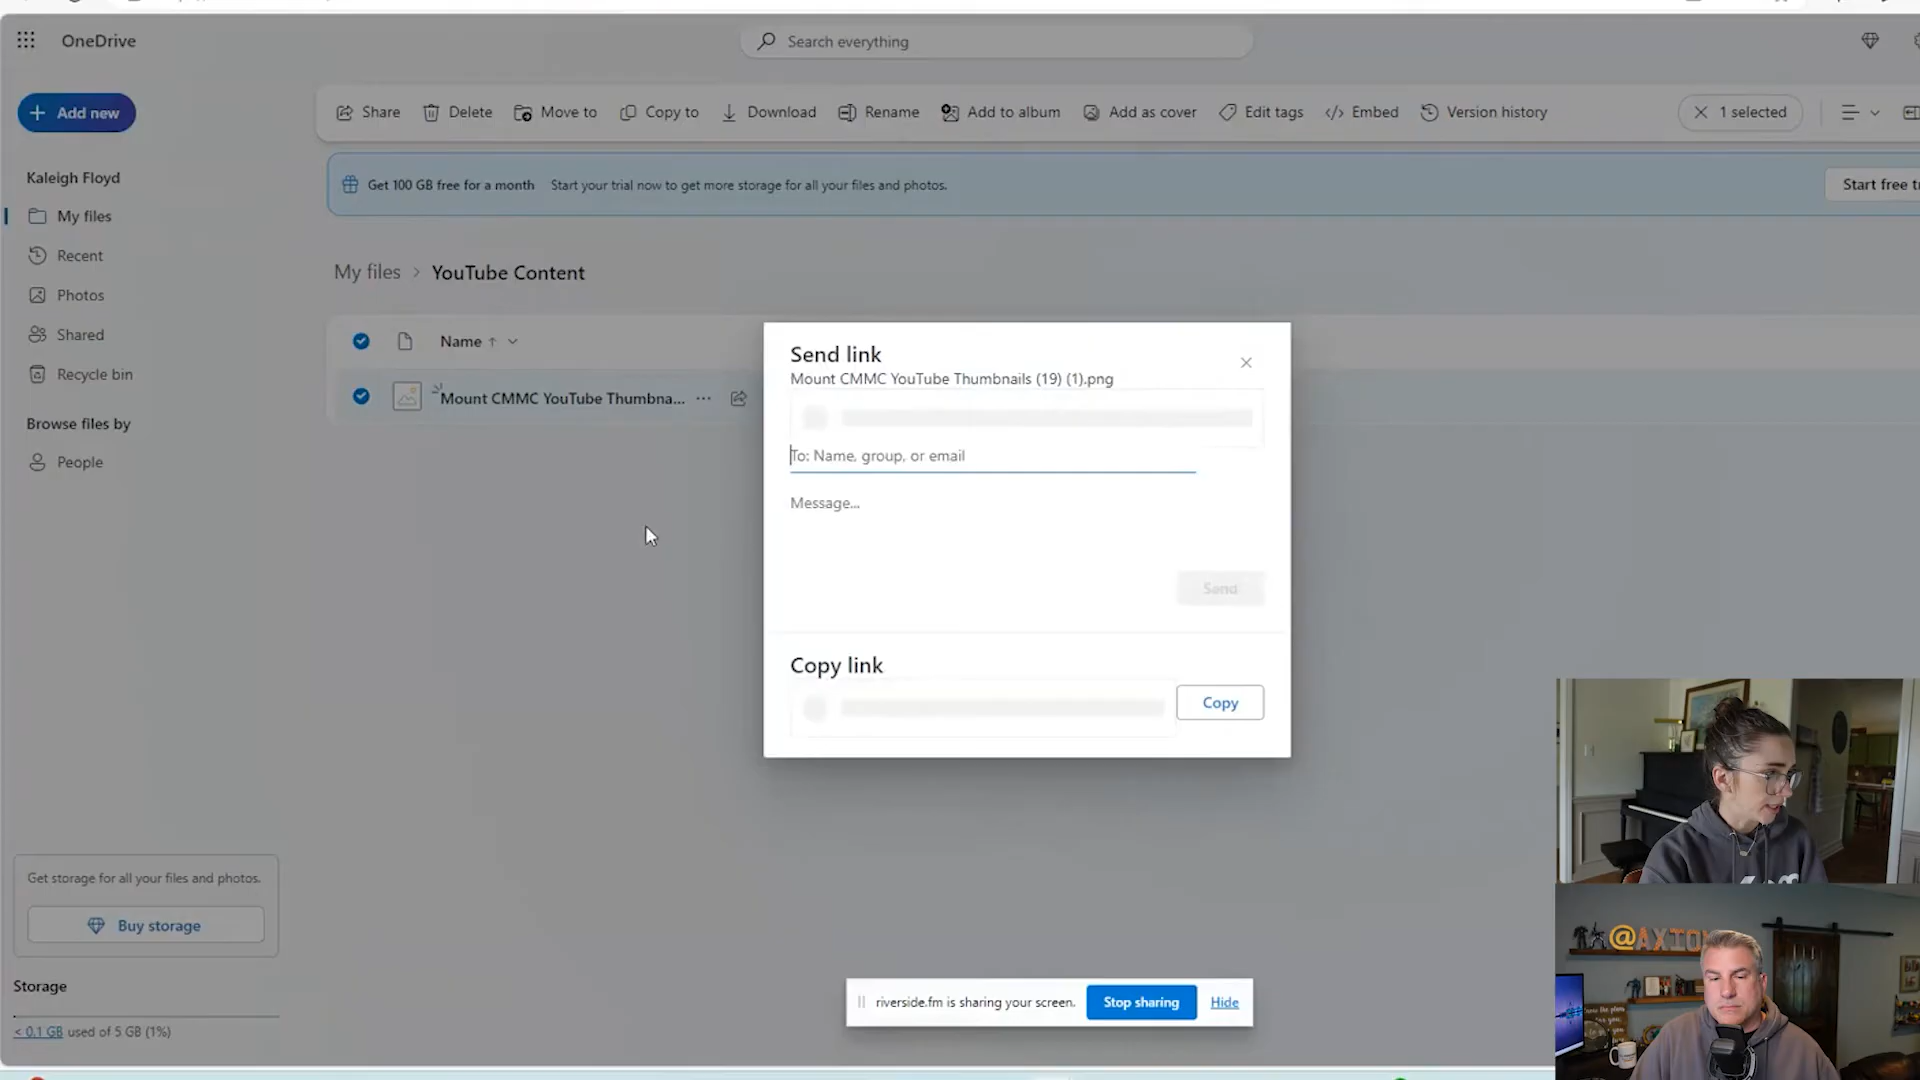 OneDrive
Search everything
Add new
Share
Delete
Move to
Copy to
Download
Rename
Add to album
Add as cover
Edit tags
</> Embed
Version history
1 selected
Kaleigh Floyd
My files
Recent
Photos
Shared
Recycle bin
Browse files by
People
Get 100 GB free for a month Start your trial now to get more storage for all your files and photos.
Start free
My files > YouTube Content
Name
Mount CMMC YouTube Thumbna...
Send link
Mount CMMC YouTube Thumbnails (19) (1).png
To: Name, group, or email
Message...
Send
Copy link
Copy
Get storage for all your files and photos.
Buy storage
Storage
< 0.1 GB used of 5 GB (1%)
riverside.fm is sharing your screen.
Stop sharing
Hide